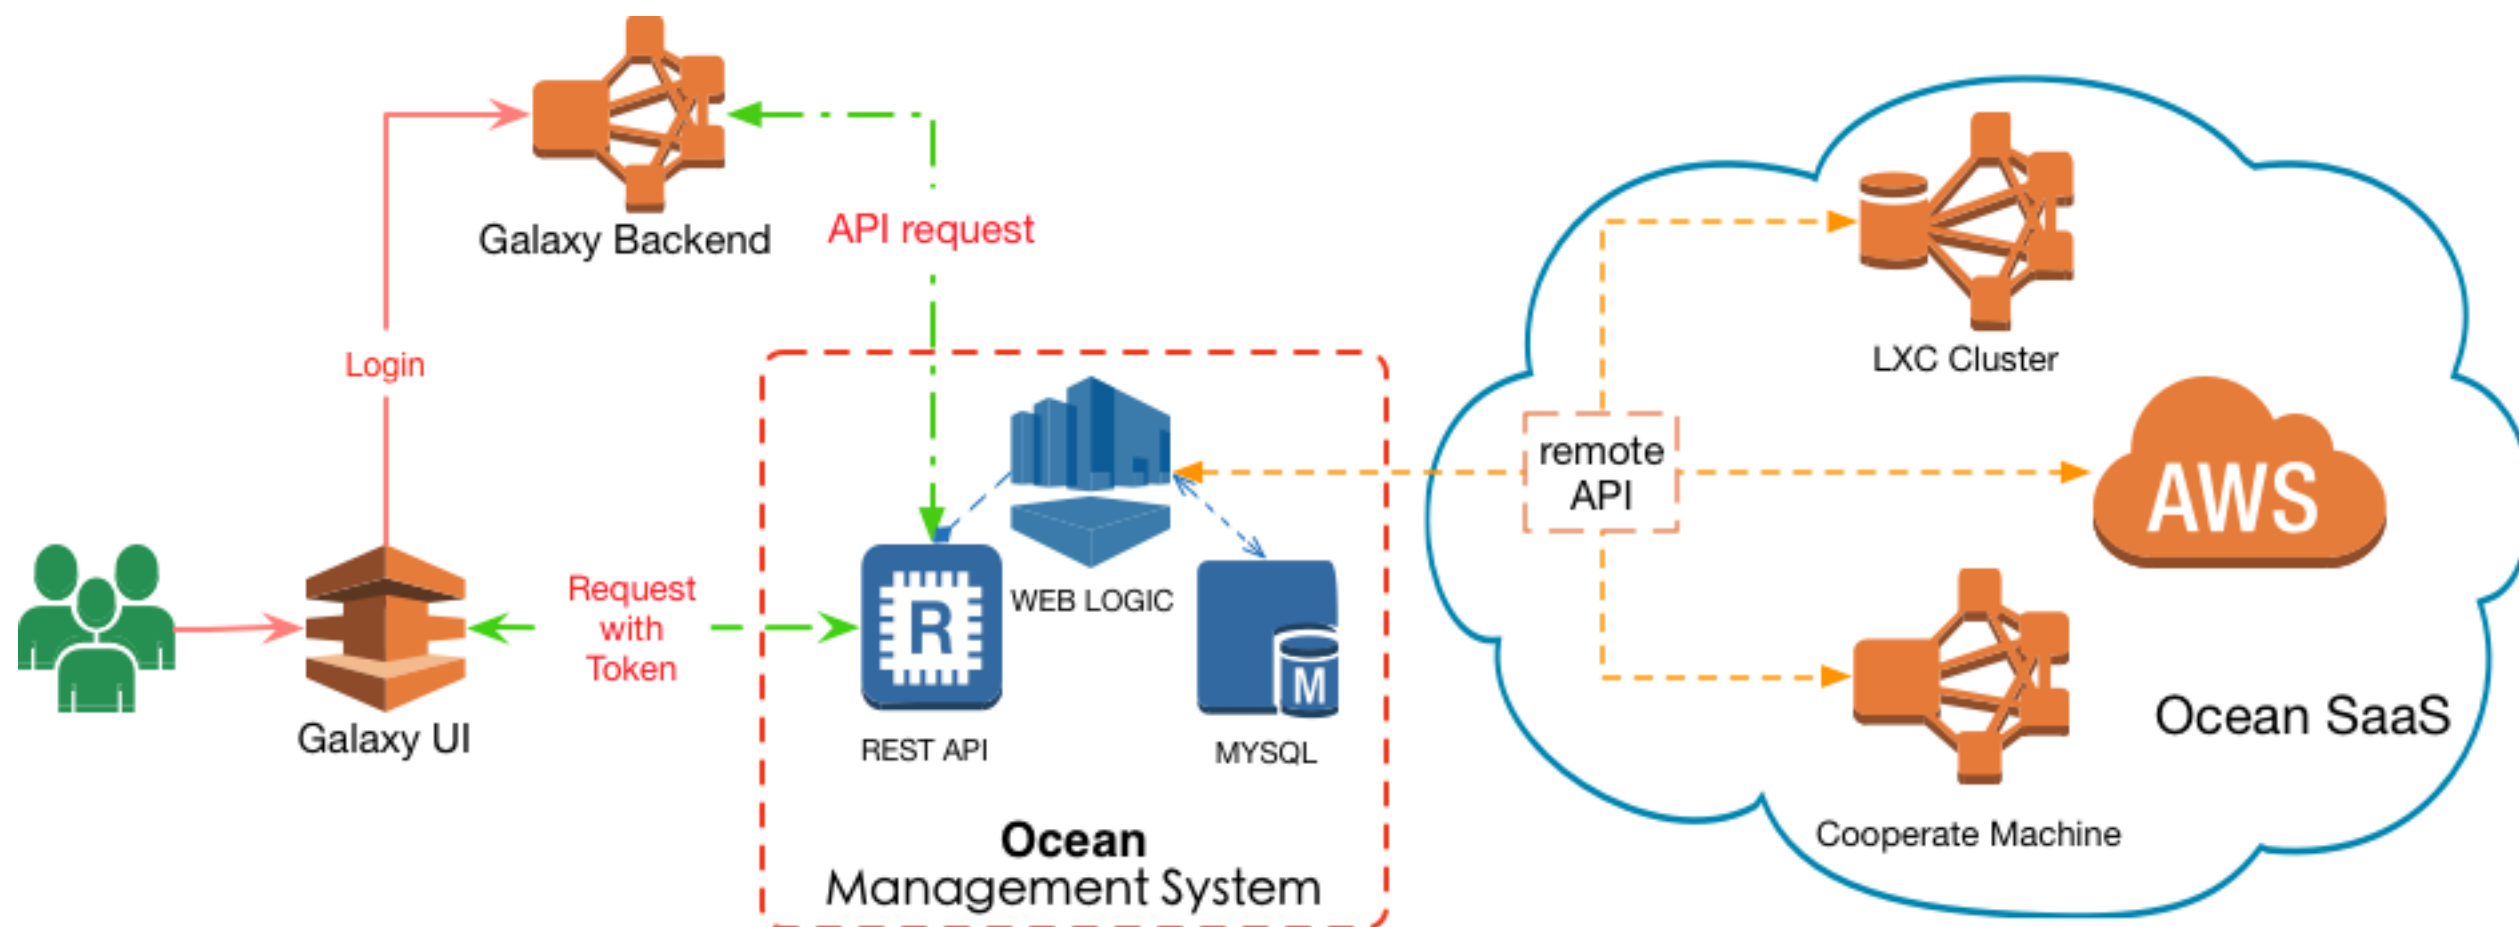 Galaxy Backend
API request
Login
LXC Cluster
remote
API
AWS
Request
with
Token
WEB LOGIC
R
M
Galaxy UI
REST API
MYSQL
Ocean SaaS
Cooperate Machine
Ocean
Management System